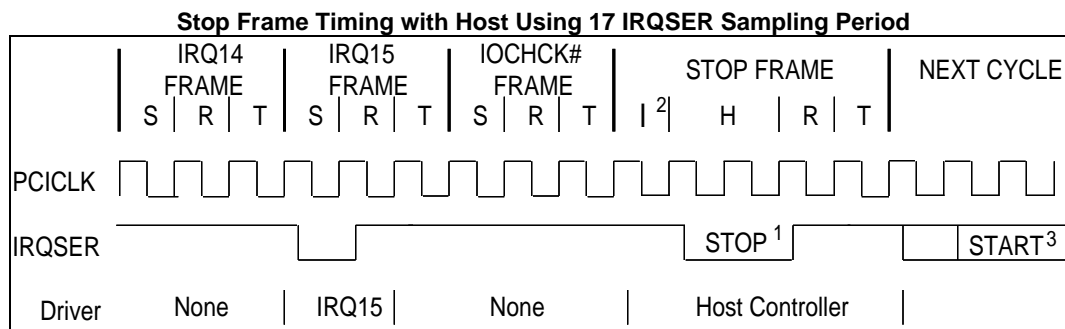 Stop Frame Timing with Host Using 17 IRQSER Sampling Period
IRQ14 IRQ15 IOCHCK#
FRAME FRAME FRAME STOP FRAME NEXT CYCLE
S R T S R T S R T I 2 H R T
PCICLK
IRQSER STOP 1 START 3
Driver None IRQ15 None Host Controller